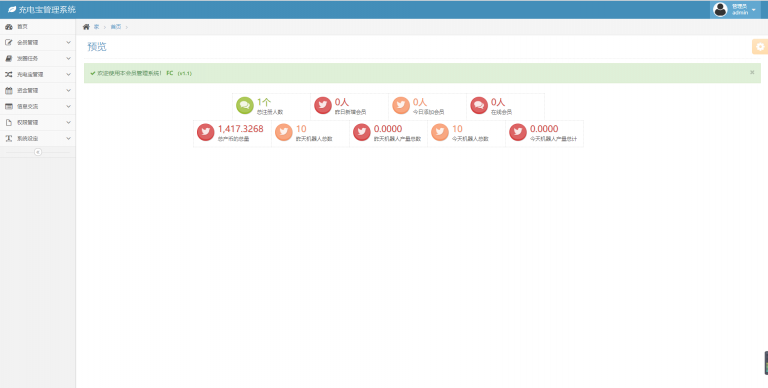 充电宝管理系统
管理员
admin
首页
会员管理
发圈任务
充电宝管理
进金管理
信息交流
权限管理
系统设定
家
首页
预览
欢迎使用本会员管理系统! FC (v1.1)
1个
总注册人数
0人
昨日新增会员
0人
今日添加会员
0人
在线会员
1,417.3268
总产币的总量
10
昨天机器人总数
0.0000
昨天机器人产量总数
10
今天机器人总数
0.0000
今天机器人产量总计